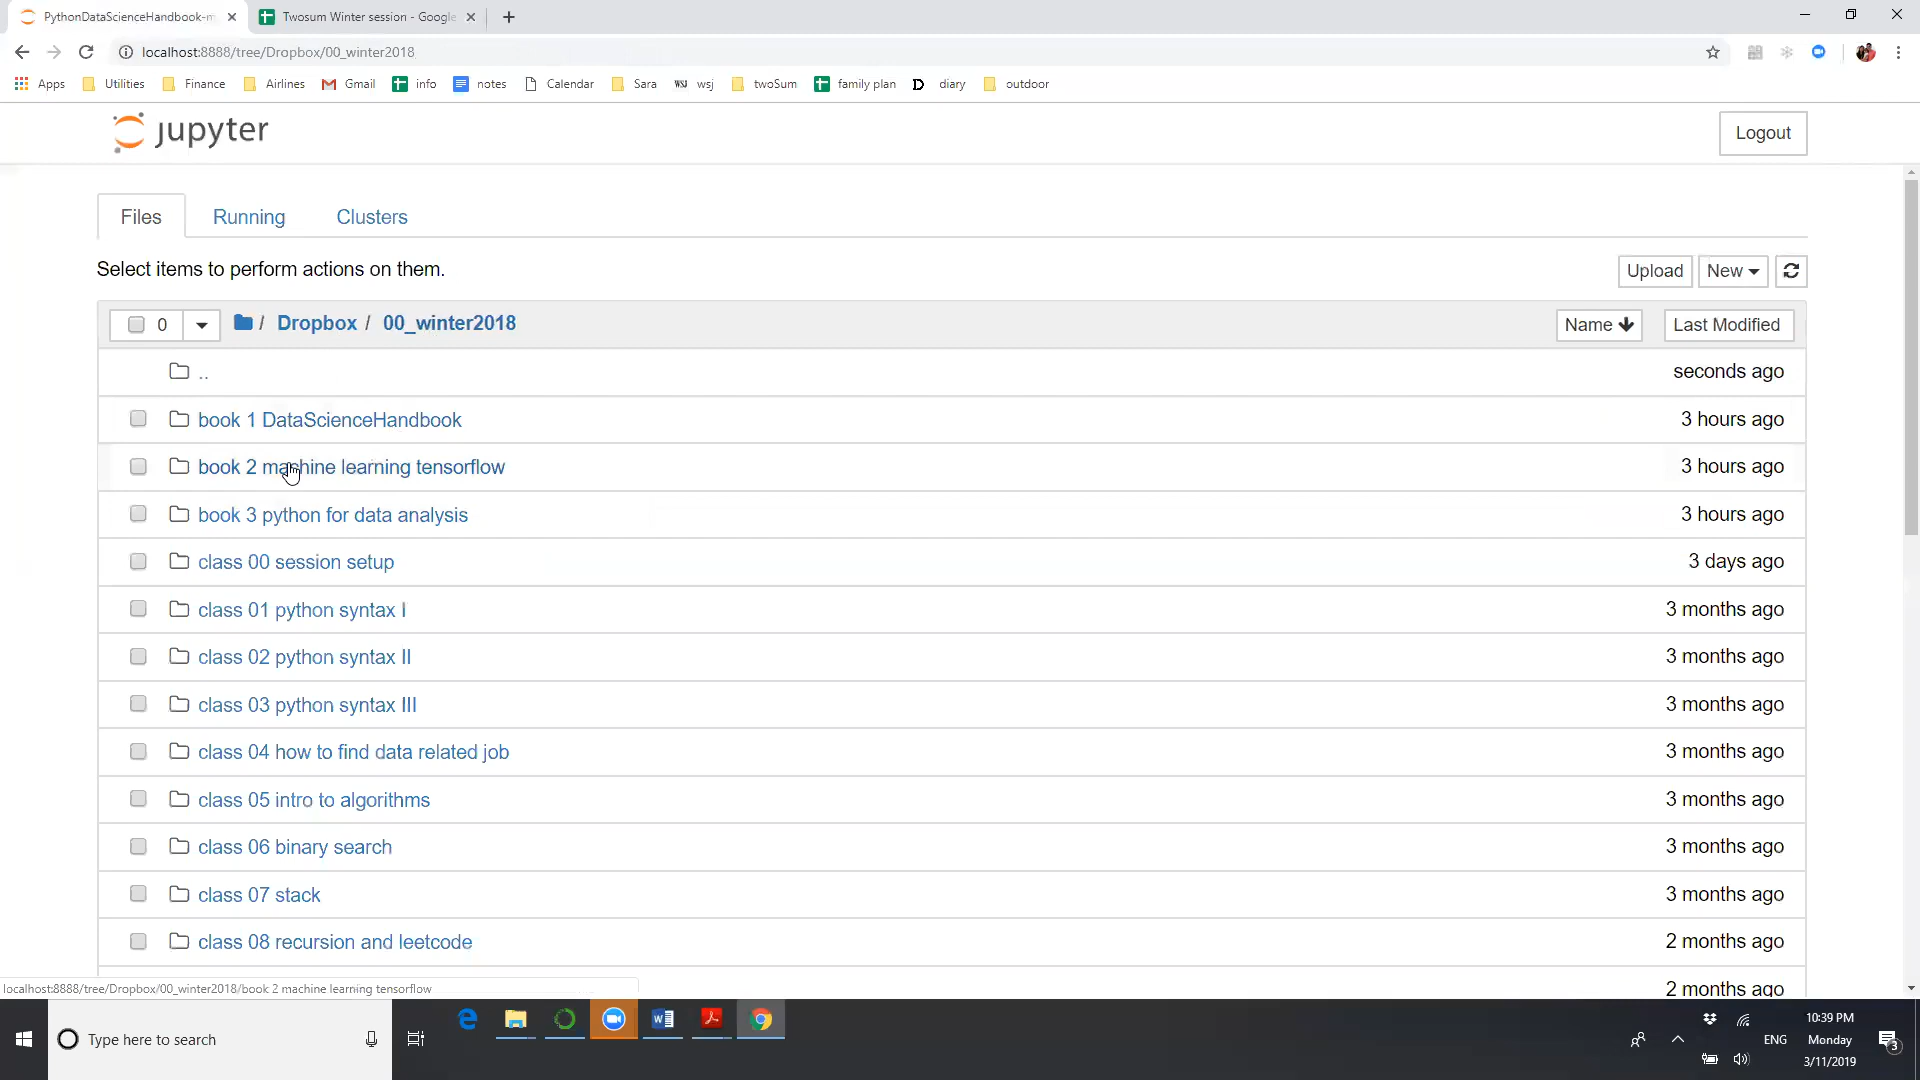 PythonDataScienceHandbook-m
Twosum Winter session - Google
localhost:8888/tree/Dropbox/00_winter2018
Apps Utilities Finance Airlines Gmail info notes Calendar Sara WSJ wsj twoSum family plan D diary outdoor
jupyter
Logout
Files Running Clusters
Select items to perform actions on them.
Upload New
0 / Dropbox / 00_winter2018 Name Last Modified
.. seconds ago
book 1 DataScienceHandbook 3 hours ago
book 2 machine learning tensorflow 3 hours ago
book 3 python for data analysis 3 hours ago
class 00 session setup 3 days ago
class 01 python syntax I 3 months ago
class 02 python syntax II 3 months ago
class 03 python syntax III 3 months ago
class 04 how to find data related job 3 months ago
class 05 intro to algorithms 3 months ago
class 06 binary search 3 months ago
class 07 stack 3 months ago
class 08 recursion and leetcode 2 months ago
2 months ago
localhost:8888/tree/Dropbox/00_winter2018/book 2 machine learning tensorflow
Type here to search
ENG
10:39 PM
Monday
3/11/2019
3